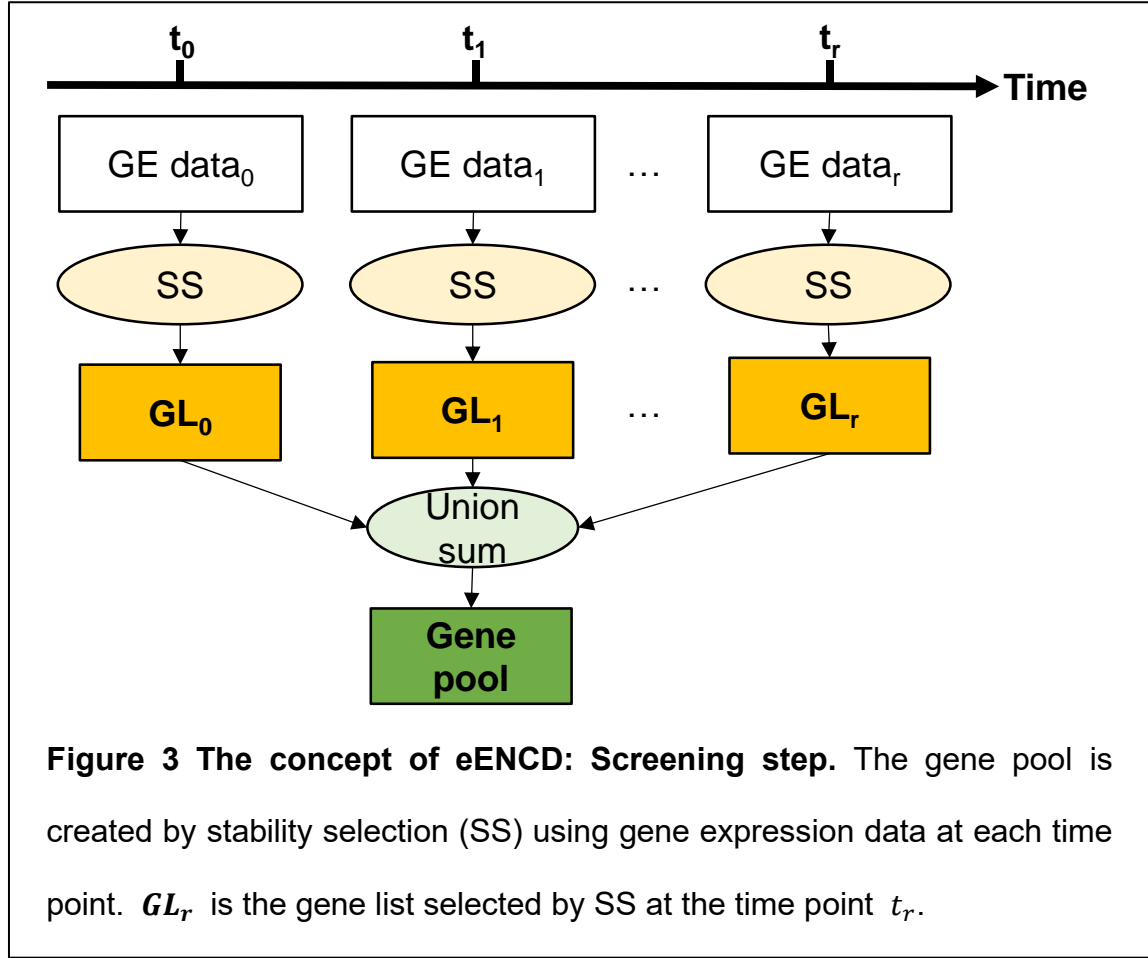 t₀ t₁ tᵣ
Time
GE data₀ GE data₁ … GE dataᵣ
SS SS … SS
GL₀ GL₁ … GLᵣ
Union
sum
Gene
pool
Figure 3 The concept of eENCD: Screening step. The gene pool is
created by stability selection (SS) using gene expression data at each time
point. GLᵣ is the gene list selected by SS at the time point tᵣ.